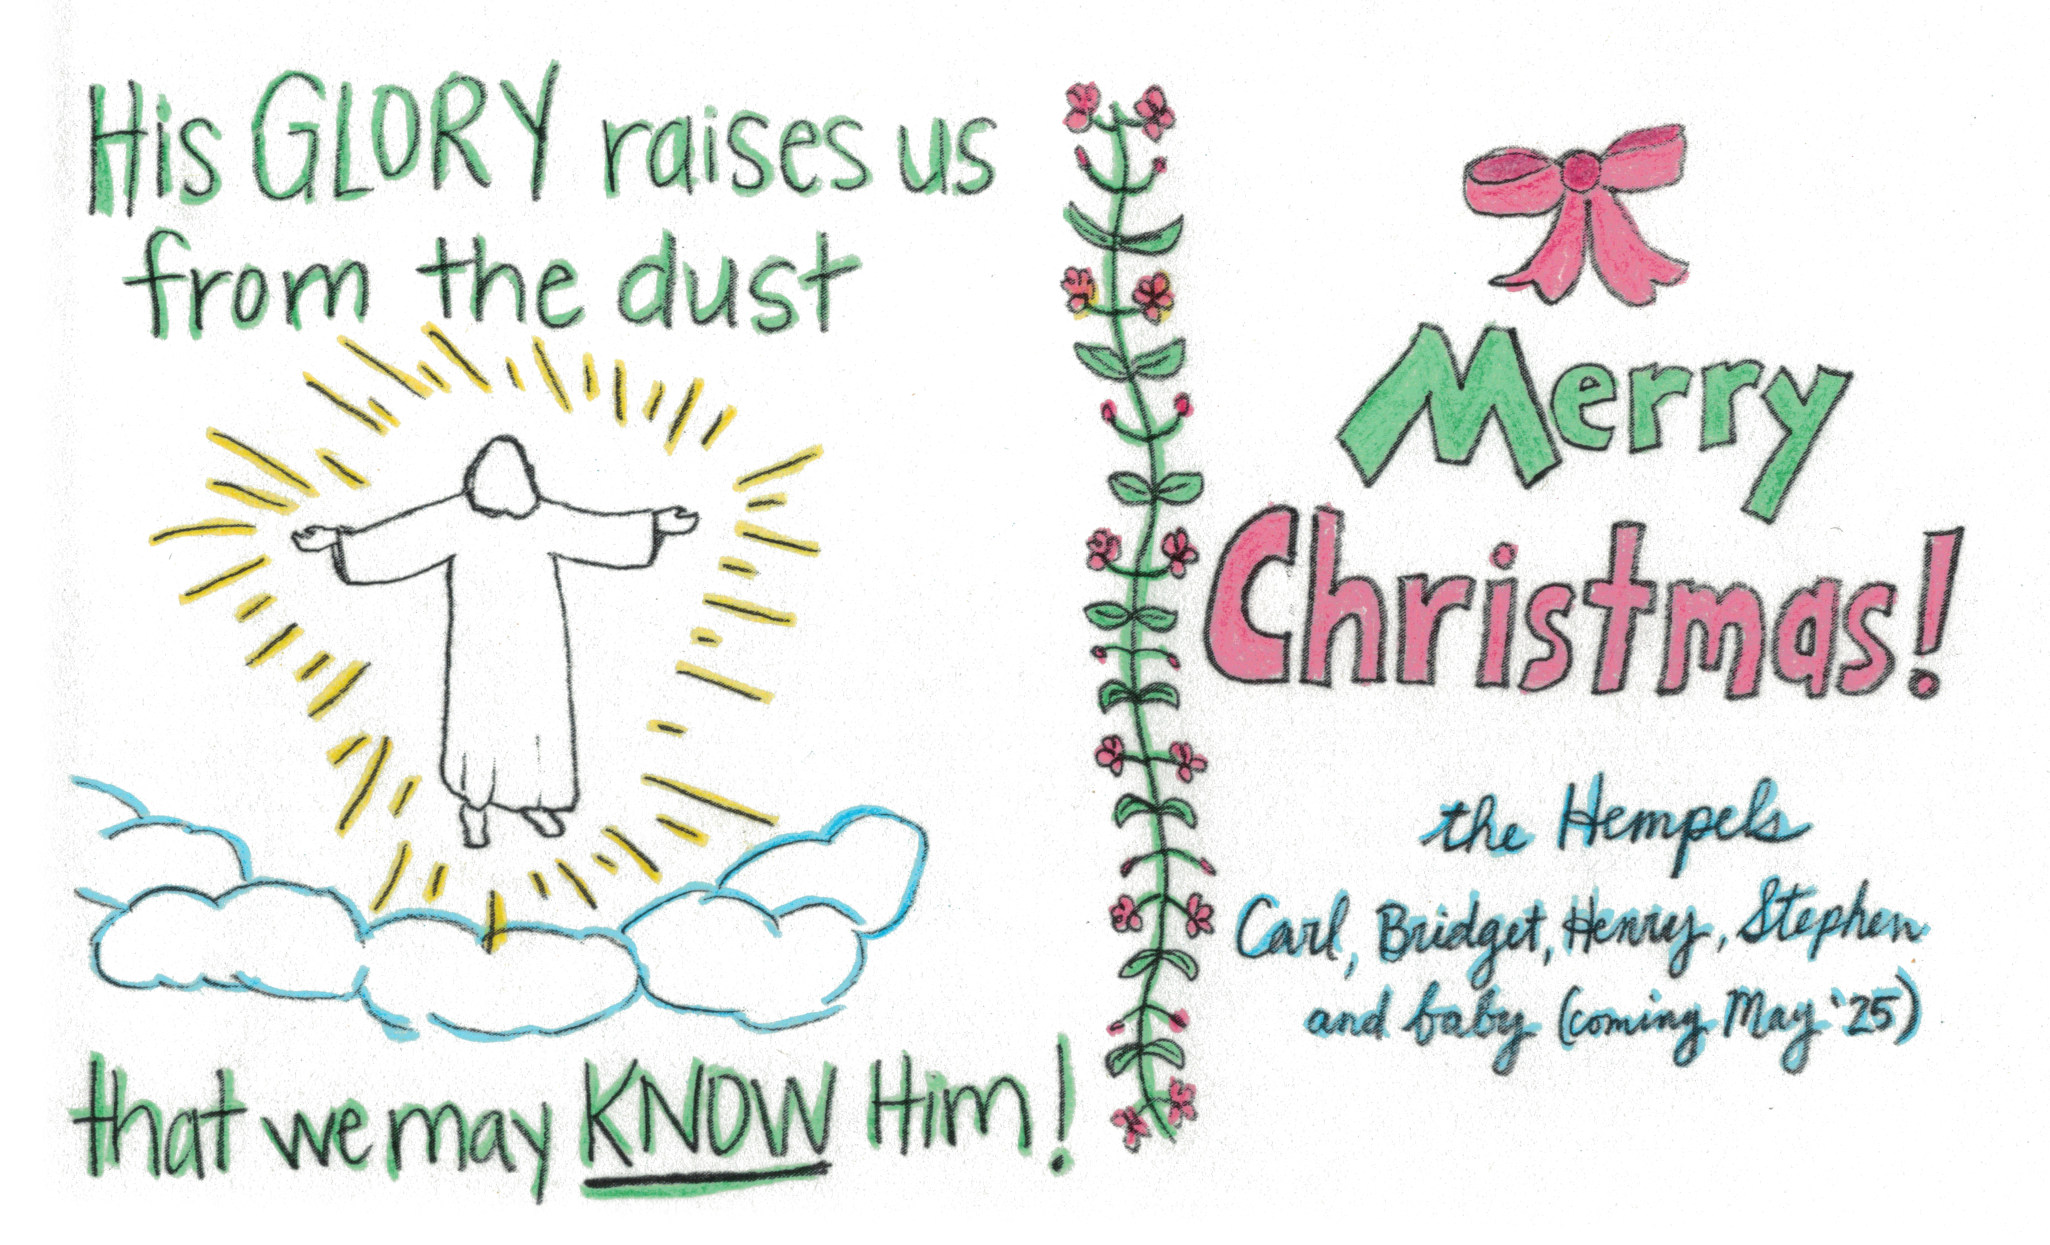 His GLORY raises us
from the dust
that we may KNOW Him!
Merry
Christmas!
the Hempels
Carl, Bridget, Henry, Stephen
and baby (coming May '25)